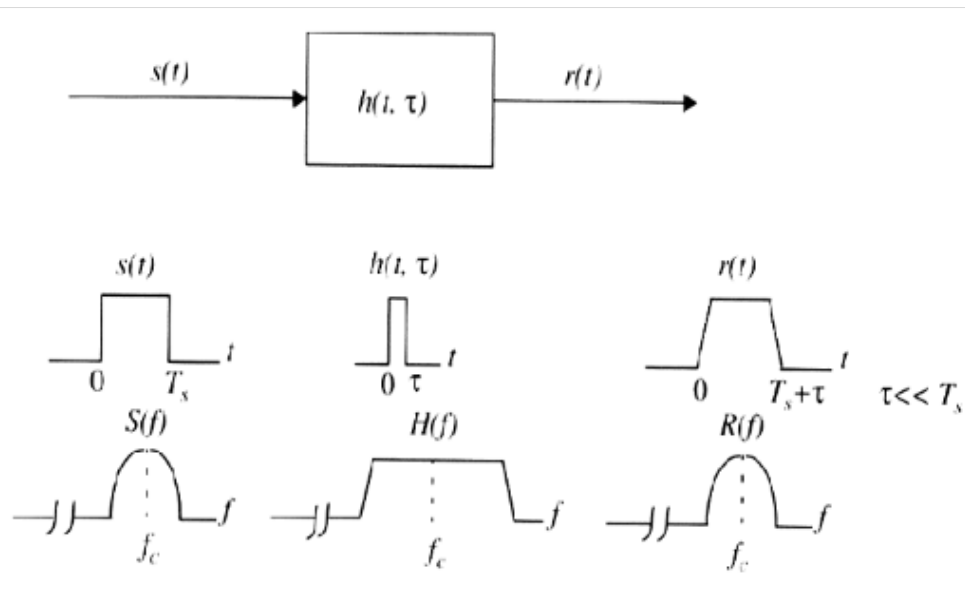 s(t) r(t)
h(t, τ)
s(t) h(t, τ) r(t)
t t t
0 T_s 0 τ 0 T_s+τ τ<< T_s
S(f) H(f) R(f)
f f f
f_c f_c f_c